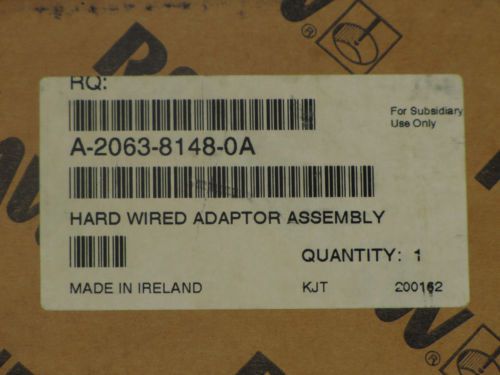 RQ:
For Subsidiary
Use Only
A-2063-8148-0A
HARD WIRED ADAPTOR ASSEMBLY
QUANTITY: 1
MADE IN IRELAND KJT 200162